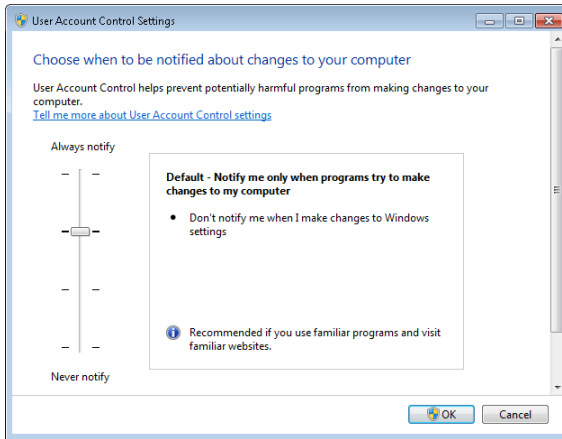 User Account Control Settings
Choose when to be notified about changes to your computer
User Account Control helps prevent potentially harmful programs from making changes to your
computer.
Tell me more about User Account Control settings
Always notify
Default - Notify me only when programs try to make
changes to my computer
• Don't notify me when I make changes to Windows
settings
Recommended if you use familiar programs and visit
familiar websites.
Never notify
OK Cancel